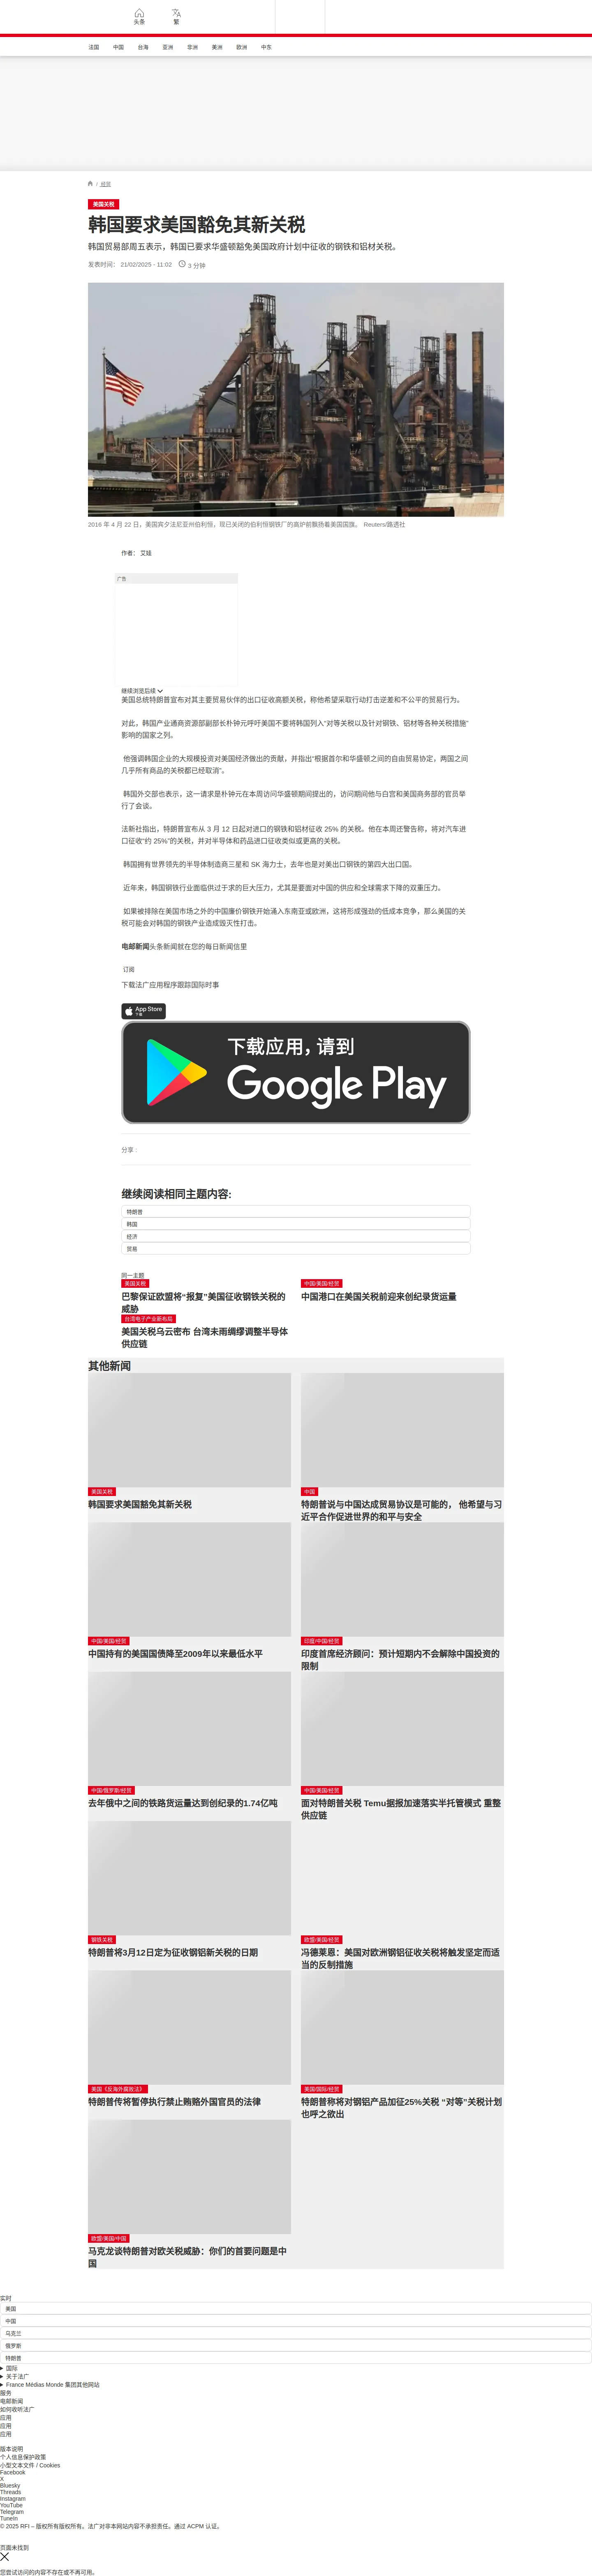 头条
繁
法国
中国
台海
亚洲
非洲
美洲
欧洲
中东
/ 经贸
美国关税
韩国要求美国豁免其新关税
韩国贸易部周五表示，韩国已要求华盛顿豁免美国政府计划中征收的钢铁和铝材关税。
发表时间： 21/02/2025 - 11:02 3 分钟
2016 年 4 月 22 日，美国宾夕法尼亚州伯利恒，现已关闭的伯利恒钢铁厂的高炉前飘扬着美国国旗。 Reuters/路透社
作者： 艾娃
广告
继续浏览后续
美国总统特朗普宣布对其主要贸易伙伴的出口征收高额关税，称他希望采取行动打击逆差和不公平的贸易行为。
对此，韩国产业通商资源部副部长朴钟元呼吁美国不要将韩国列入“对等关税以及针对钢铁、铝材等各种关税措施”
影响的国家之列。
他强调韩国企业的大规模投资对美国经济做出的贡献，并指出“根据首尔和华盛顿之间的自由贸易协定，两国之间
几乎所有商品的关税都已经取消”。
韩国外交部也表示，这一请求是朴钟元在本周访问华盛顿期间提出的，访问期间他与白宫和美国商务部的官员举
行了会谈。
法新社指出，特朗普宣布从 3 月 12 日起对进口的钢铁和铝材征收 25% 的关税。他在本周还警告称，将对汽车进
口征收“约 25%”的关税，并对半导体和药品进口征收类似或更高的关税。
韩国拥有世界领先的半导体制造商三星和 SK 海力士，去年也是对美出口钢铁的第四大出口国。
近年来，韩国钢铁行业面临供过于求的巨大压力，尤其是要面对中国的供应和全球需求下降的双重压力。
如果被排除在美国市场之外的中国廉价钢铁开始涌入东南亚或欧洲，这将形成强劲的低成本竞争，那么美国的关
税可能会对韩国的钢铁产业造成毁灭性打击。
电邮新闻头条新闻就在您的每日新闻信里
订阅
下载法广应用程序跟踪国际时事
App Store
下载
下载应用，请到
Google Play
分享 :
继续阅读相同主题内容:
特朗普
韩国
经济
贸易
同一主题
美国关税
巴黎保证欧盟将“报复”美国征收钢铁关税的
威胁
中国/美国/经贸
中国港口在美国关税前迎来创纪录货运量
台湾电子产业新布局
美国关税乌云密布 台湾未雨绸缪调整半导体
供应链
其他新闻
美国关税
韩国要求美国豁免其新关税
中国
特朗普说与中国达成贸易协议是可能的， 他希望与习
近平合作促进世界的和平与安全
中国/美国/经贸
中国持有的美国国债降至2009年以来最低水平
印度/中国/经贸
印度首席经济顾问：预计短期内不会解除中国投资的
限制
中国/俄罗斯/经贸
去年俄中之间的铁路货运量达到创纪录的1.74亿吨
中国/美国/经贸
面对特朗普关税 Temu据报加速落实半托管模式 重整
供应链
钢铁关税
特朗普将3月12日定为征收钢铝新关税的日期
欧盟/美国/经贸
冯德莱恩：美国对欧洲钢铝征收关税将触发坚定而适
当的反制措施
美国《反海外腐败法》
特朗普传将暂停执行禁止贿赂外国官员的法律
美国/国际/经贸
特朗普称将对钢铝产品加征25%关税 “对等”关税计划
也呼之欲出
欧盟/美国/中国
马克龙谈特朗普对欧关税威胁：你们的首要问题是中
国
实时
美国
中国
乌克兰
俄罗斯
特朗普
国际
关于法广
France Médias Monde 集团其他网站
服务
电邮新闻
如何收听法广
应用
应用
应用
版本说明
个人信息保护政策
小型文本文件 / Cookies
Facebook
X
Bluesky
Threads
Instagram
YouTube
Telegram
TuneIn
© 2025 RFI – 版权所有版权所有。法广对非本网站内容不承担责任。通过 ACPM 认证。
页面未找到
您尝试访问的内容不存在或不再可用。